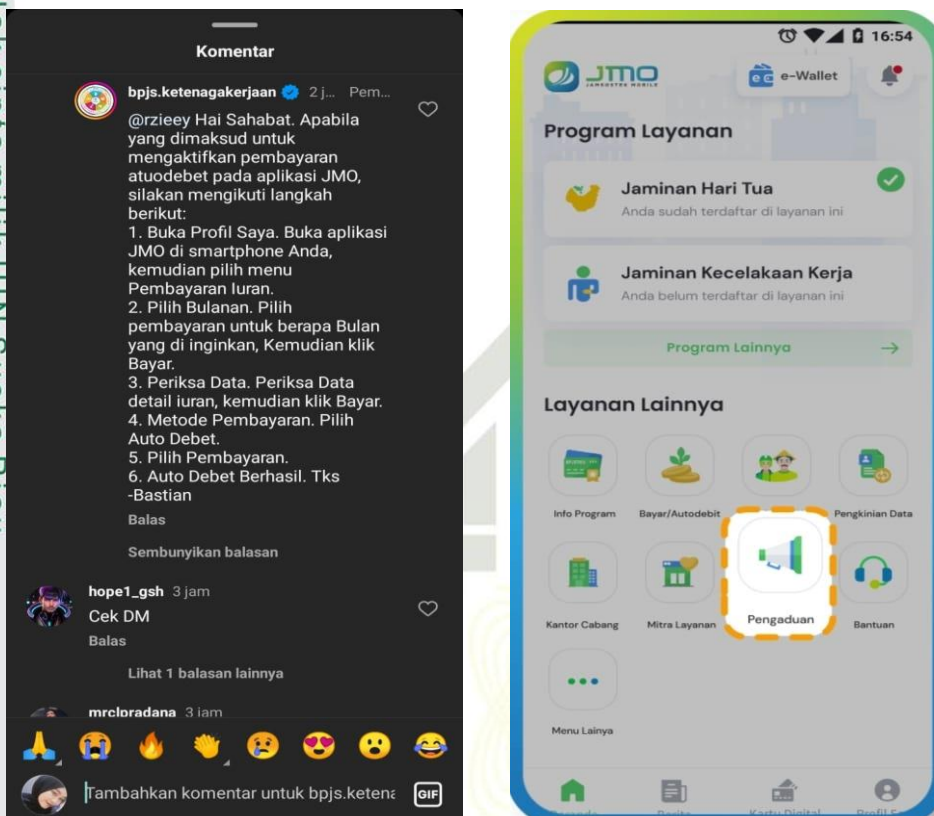 Komentar
bpjs.ketenagakerjaan 2 j... Pem...
@rzieey Hai Sahabat. Apabila
yang dimaksud untuk
mengaktifkan pembayaran
atuodebet pada aplikasi JMO,
silakan mengikuti langkah
berikut:
1. Buka Profil Saya. Buka aplikasi
JMO di smartphone Anda,
kemudian pilih menu
Pembayaran Iuran.
2. Pilih Bulanan. Pilih
pembayaran untuk berapa Bulan
yang di inginkan, Kemudian klik
Bayar.
3. Periksa Data. Periksa Data
detail iuran, kemudian klik Bayar.
4. Metode Pembayaran. Pilih
Auto Debet.
5. Pilih Pembayaran.
6. Auto Debet Berhasil. Tks
-Bastian
Balas
Sembunyikan balasan
hope1_gsh 3 jam
Cek DM
Balas
Lihat 1 balasan lainnya
mrclpradana 3 jam
Tambahkan komentar untuk bpjs.ketena
GIF
16:54
JMO
JAMSOSTEK MOBILE
e-Wallet
Program Layanan
Jaminan Hari Tua
Anda sudah terdaftar di layanan ini
Jaminan Kecelakaan Kerja
Anda belum terdaftar di layanan ini
Program Lainnya
Layanan Lainnya
Info Program
Bayar/Autodebit
Pengkinian Data
Kantor Cabang
Mitra Layanan
Pengaduan
Bantuan
Menu Lainya
Beranda
Berita
Kartu Digital